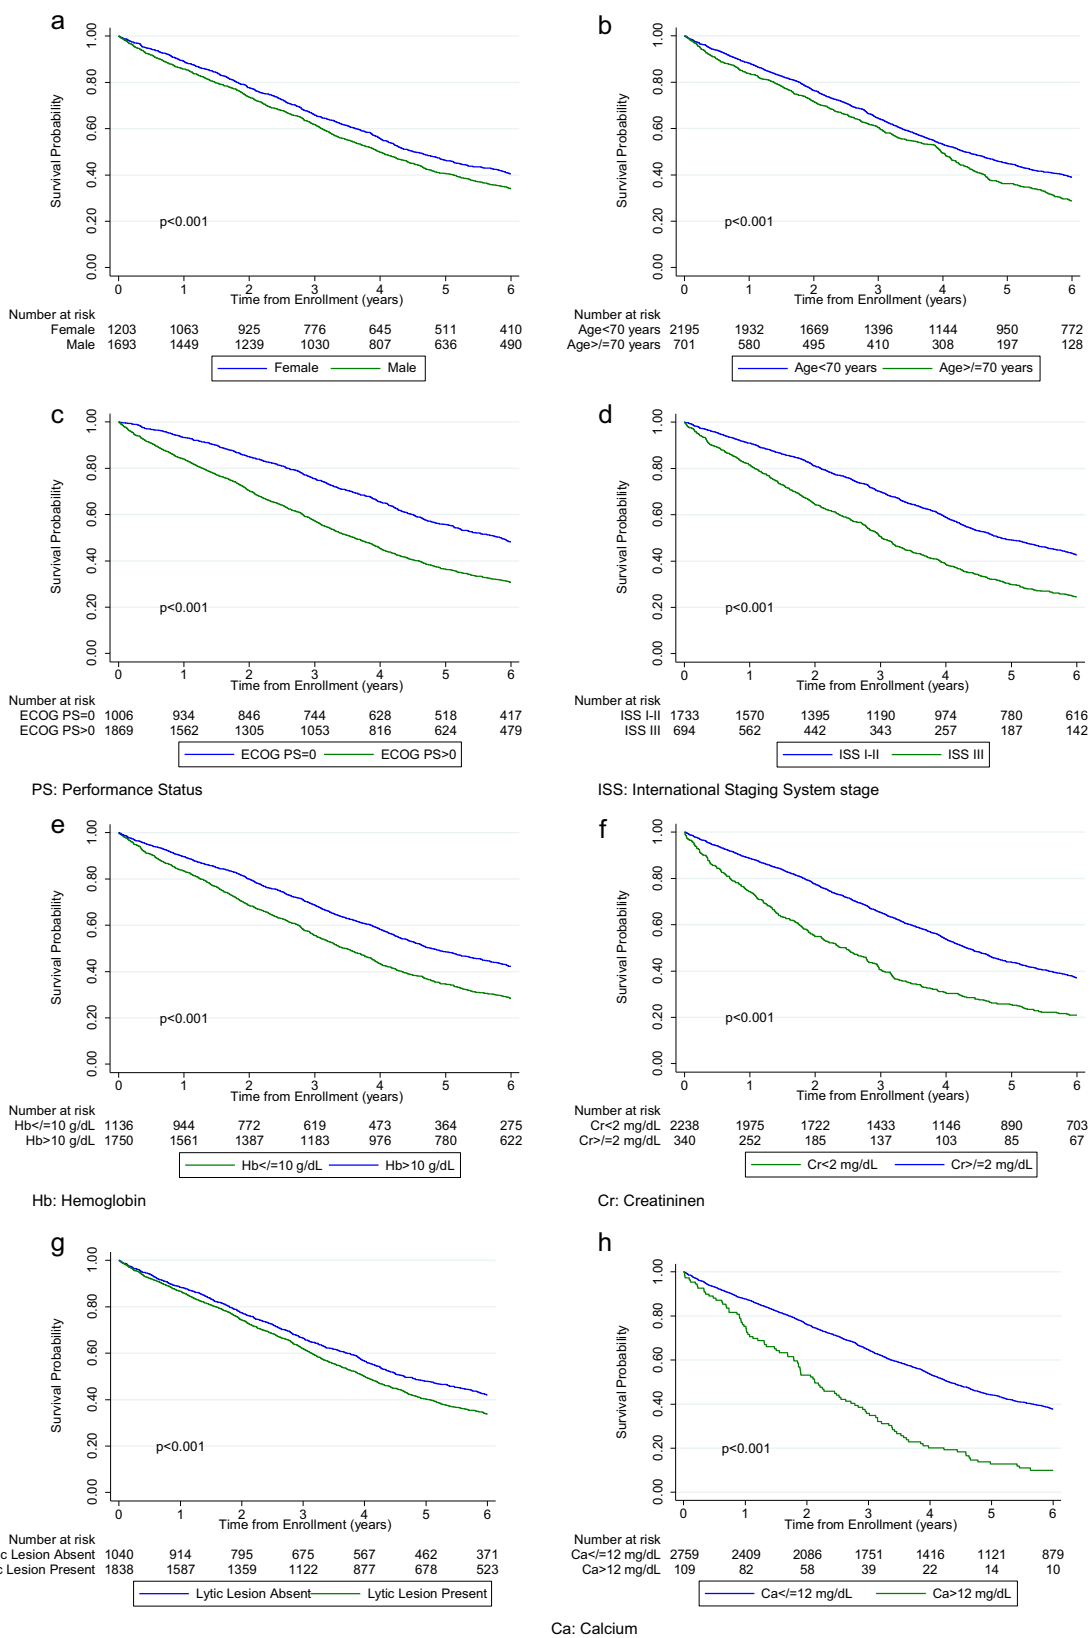 a
Survival Probability
1.00
0.80
0.60
0.40
0.20
0.00
p<0.001
0 1 2 3 4 5 6
Time from Enrollment (years)
Number at risk
Female 1203 1063 925 776 645 511 410
Male 1693 1449 1239 1030 807 636 490
Female Male
b
Survival Probability
1.00
0.80
0.60
0.40
0.20
0.00
p<0.001
0 1 2 3 4 5 6
Time from Enrollment (years)
Number at risk
Age<70 years 2195 1932 1669 1396 1144 950 772
Age>/=70 years 701 580 495 410 308 197 128
Age<70 years Age>/=70 years
c
Survival Probability
1.00
0.80
0.60
0.40
0.20
0.00
p<0.001
0 1 2 3 4 5 6
Time from Enrollment (years)
Number at risk
ECOG PS=0 1006 934 846 744 628 518 417
ECOG PS>0 1869 1562 1305 1053 816 624 479
ECOG PS=0 ECOG PS>0
PS: Performance Status
d
Survival Probability
1.00
0.80
0.60
0.40
0.20
0.00
p<0.001
0 1 2 3 4 5 6
Time from Enrollment (years)
Number at risk
ISS I-II 1733 1570 1395 1190 974 780 616
ISS III 694 562 442 343 257 187 142
ISS I-II ISS III
ISS: International Staging System stage
e
Survival Probability
1.00
0.80
0.60
0.40
0.20
0.00
p<0.001
0 1 2 3 4 5 6
Time from Enrollment (years)
Number at risk
Hb</=10 g/dL 1136 944 772 619 473 364 275
Hb>10 g/dL 1750 1561 1387 1183 976 780 622
Hb</=10 g/dL Hb>10 g/dL
Hb: Hemoglobin
f
Survival Probability
1.00
0.80
0.60
0.40
0.20
0.00
p<0.001
0 1 2 3 4 5 6
Time from Enrollment (years)
Number at risk
Cr<2 mg/dL 2238 1975 1722 1433 1146 890 703
Cr>/=2 mg/dL 340 252 185 137 103 85 67
Cr<2 mg/dL Cr>/=2 mg/dL
Cr: Creatininen
g
Survival Probability
1.00
0.80
0.60
0.40
0.20
0.00
p<0.001
0 1 2 3 4 5 6
Time from Enrollment (years)
Number at risk
c Lesion Absent 1040 914 795 675 567 462 371
c Lesion Present 1838 1587 1359 1122 877 678 523
Lytic Lesion Absent Lytic Lesion Present
h
Survival Probability
1.00
0.80
0.60
0.40
0.20
0.00
p<0.001
0 1 2 3 4 5 6
Time from Enrollment (years)
Number at risk
Ca</=12 mg/dL 2759 2409 2086 1751 1416 1121 879
Ca>12 mg/dL 109 82 58 39 22 14 10
Ca</=12 mg/dL Ca>12 mg/dL
Ca: Calcium